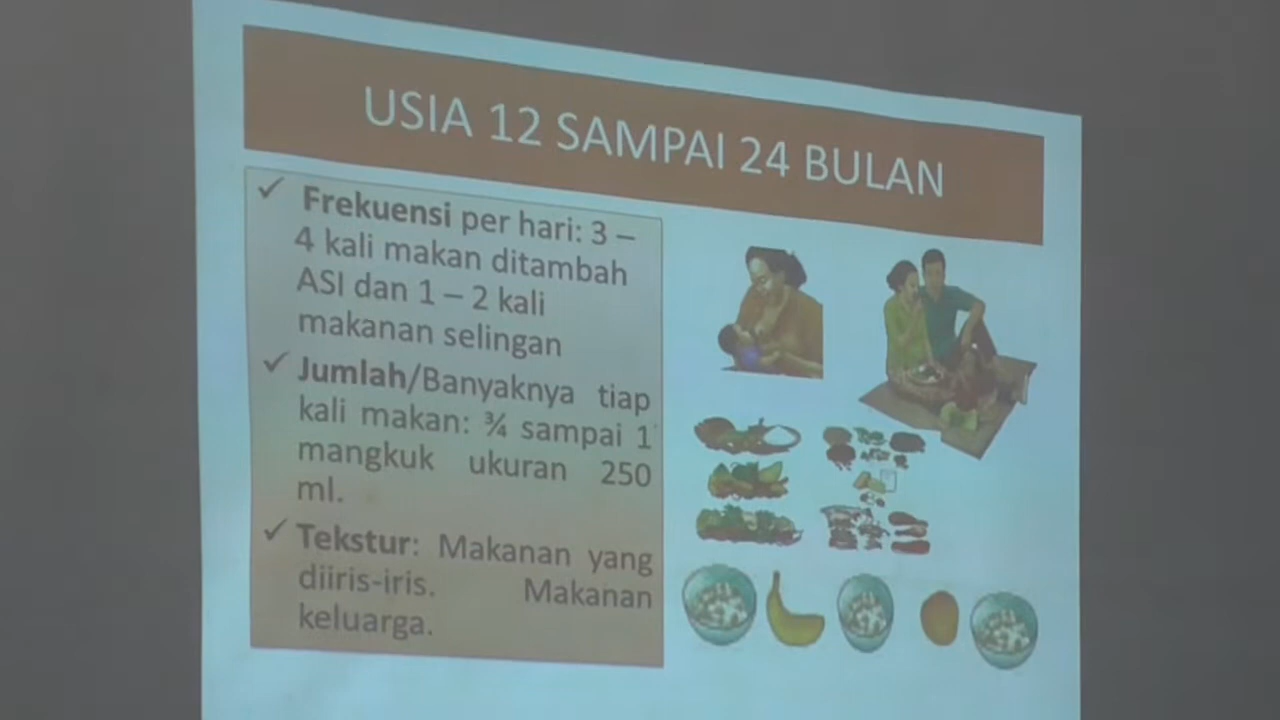 USIA 12 SAMPAI 24 BULAN
✓ Frekuensi per hari: 3 –
4 kali makan ditambah
ASI dan 1 – 2 kali
makanan selingan
✓ Jumlah/Banyaknya tiap
kali makan: ¾ sampai 1
mangkuk ukuran 250
ml.
✓ Tekstur: Makanan yang
diiris-iris. Makanan
keluarga.